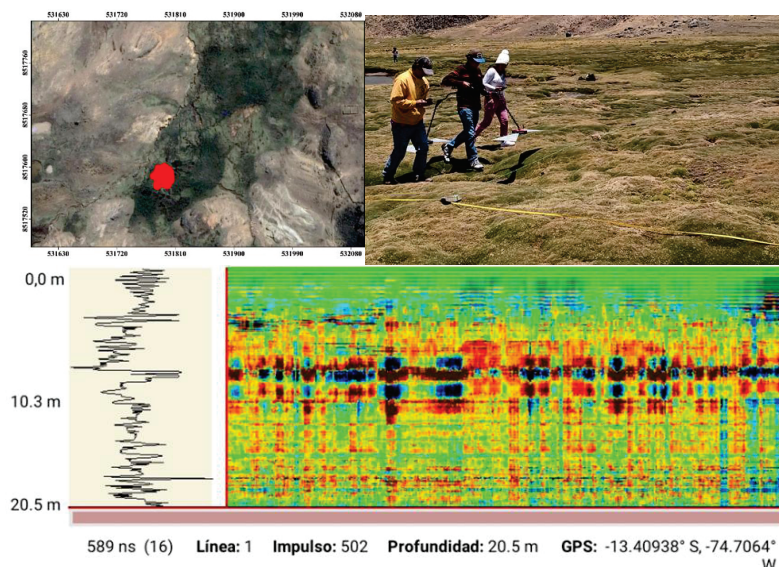 531630 531720 531810 531900 531990 532080
8517760
8517680
8517600
8517520
531630 531720 531810 531900 531990 532080
0,0 m
10.3 m
20.5 m
589 ns (16) Línea: 1 Impulso: 502 Profundidad: 20.5 m GPS: -13.40938° S, -74.7064°
W